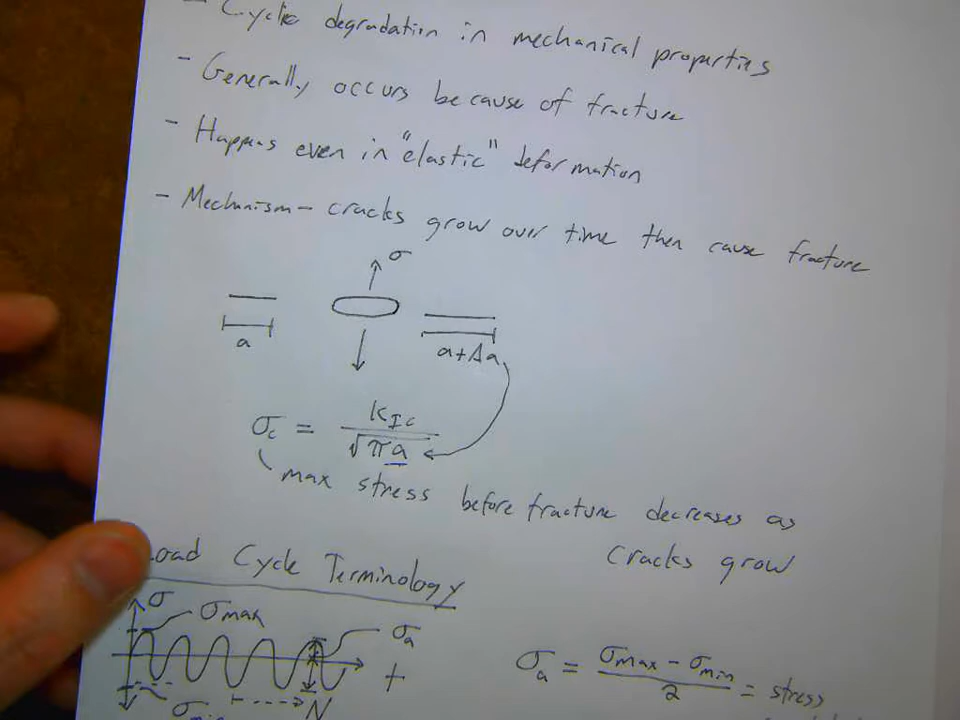 - Cyclic degradation in mechanical properties
- Generally occurs because of fracture
- Happens even in "elastic" deformation
- Mechanism - cracks grow over time then cause fracture
σ
a
a+Δa
σc = KIc / √πa
max stress before fracture decreases as
cracks grow
Load Cycle Terminology
σ
σmax
σa
t
σmin
N
σa = (σmax - σmin) / 2 = stress